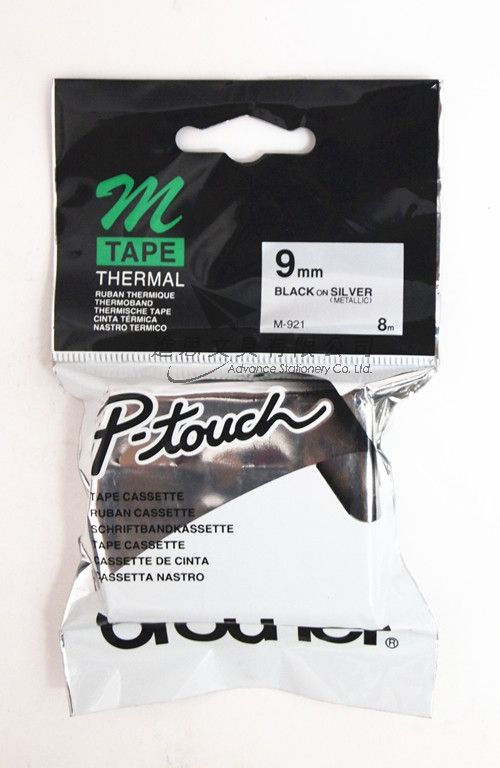 m
TAPE
THERMAL
RUBAN THERMIQUE
THERMOBAND
THERMISCHE TAPE
CINTA TÉRMICA
NASTRO TERMICO
9mm
BLACK ON SILVER
(METALLIC)
M-921 8m
Advance Stationery Co. Ltd.
P-touch
TAPE CASSETTE
RUBAN CASSETTE
SCHRIFTBANDKASSETTE
TAPE CASSETTE
CASSETTE DE CINTA
CASSETTA NASTRO
brother®